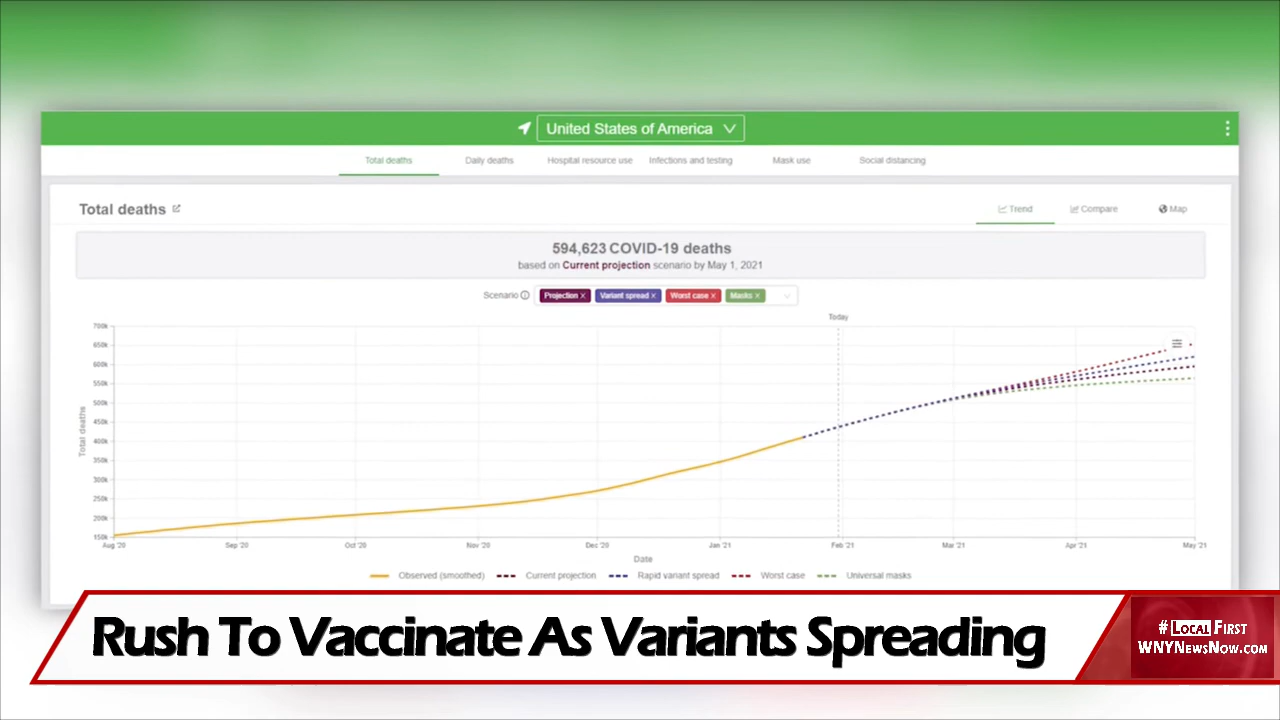 United States of America
Total deaths
Daily deaths
Hospital resource use
Infections and testing
Mask use
Social distancing
Total deaths
Trend
Compare
Map
594,623 COVID-19 deaths
based on Current projection scenario by May 1, 2021
Scenario
Projection X
Variant spread X
Worst case X
Masks X
Today
700k
650k
600k
550k
500k
450k
400k
350k
300k
250k
200k
150k
Total deaths
Aug '20
Sep '20
Oct '20
Nov '20
Dec '20
Jan '21
Feb '21
Mar '21
Apr '21
May '21
Date
Observed (smoothed)
Current projection
Rapid variant spread
Worst case
Universal masks
Rush To Vaccinate As Variants Spreading
# Local First
WNYNewsNow.com